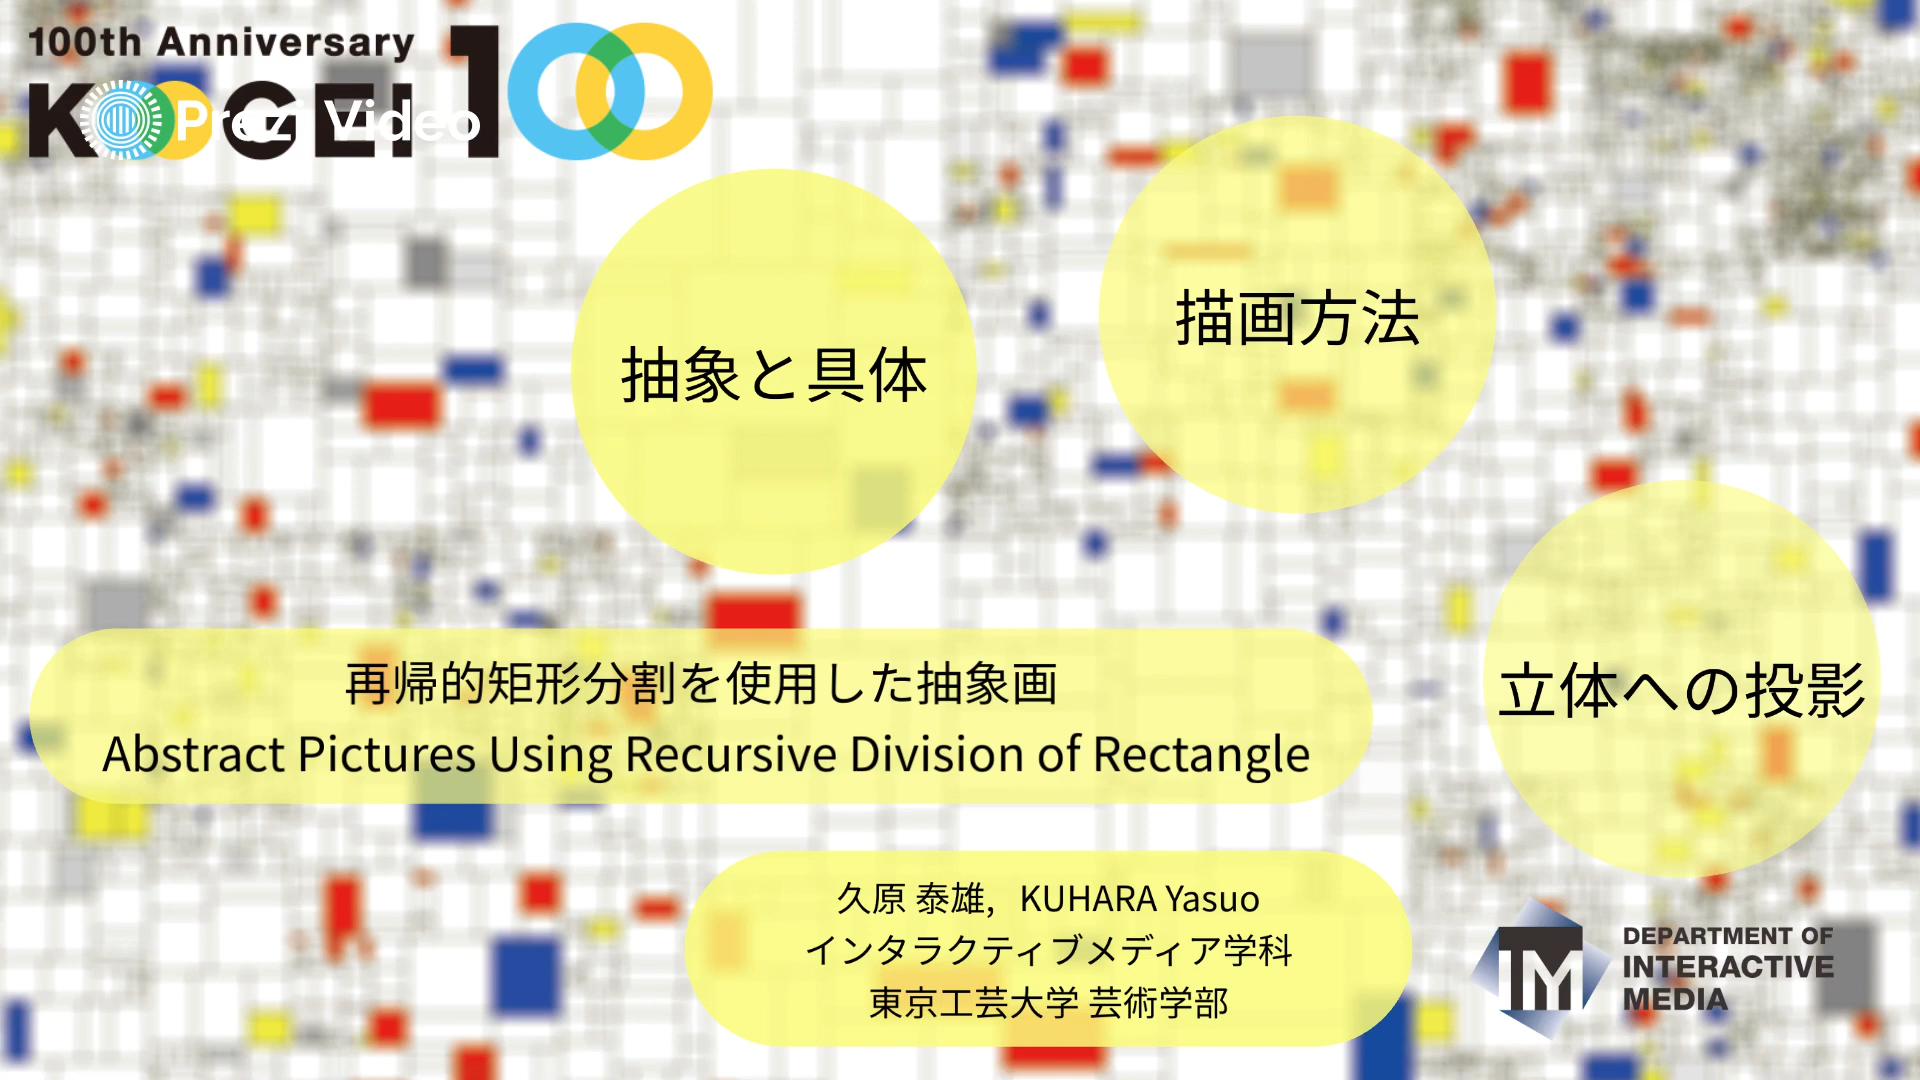 100th Anniversary
KOGEI 100
Prezi Video
抽象と具体
描画方法
立体への投影
再帰的矩形分割を使用した抽象画
Abstract Pictures Using Recursive Division of Rectangle
久原 泰雄, KUHARA Yasuo
インタラクティブメディア学科
東京工芸大学 芸術学部
IM
DEPARTMENT OF
INTERACTIVE
MEDIA